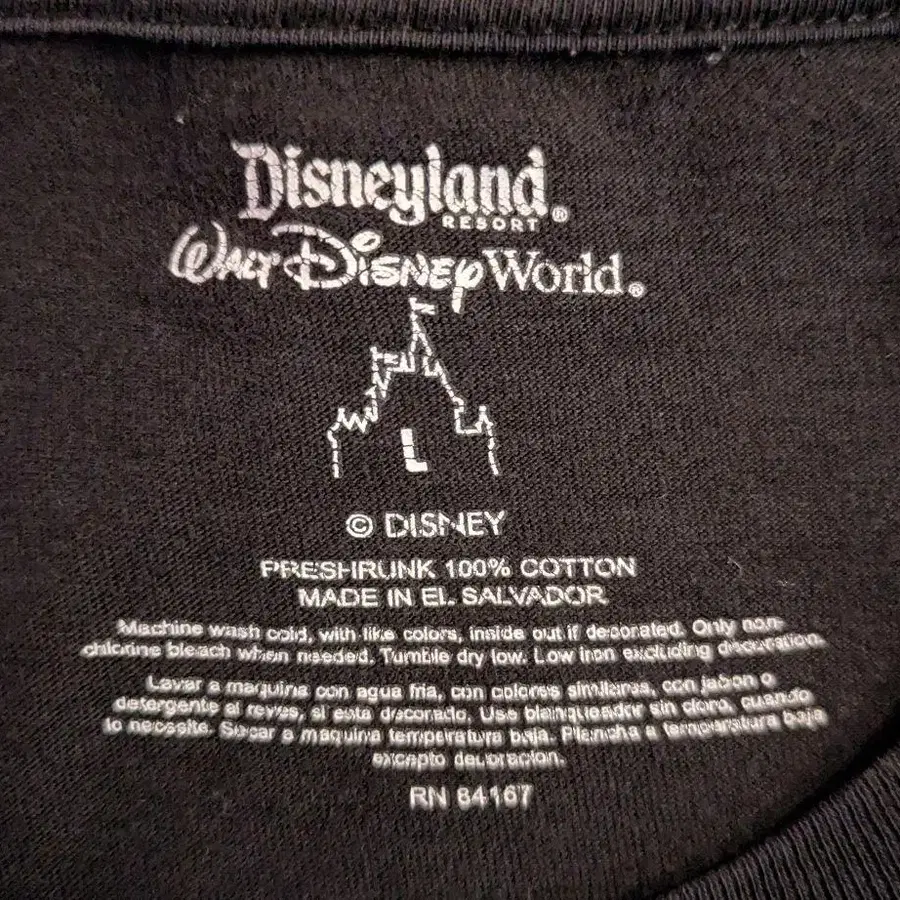 Disneyland®
RESORT
WALT DISNEY World®
L
© DISNEY
PRESHRUNK 100% COTTON
MADE IN EL SALVADOR
Machine wash cold, with like colors, inside out if decorated. Only non-
chlorine bleach when needed. Tumble dry low. Low iron excluding decoration.
Lavar a maquina con agua fria, con colores similares, con jabon o
detergente al reves, si esta decorado. Use blanqueador sin cloro, cuando
lo necesite. Secar a maquina temperatura baja. Plancha a temperatura baja
excepto decoracion.
RN 84167